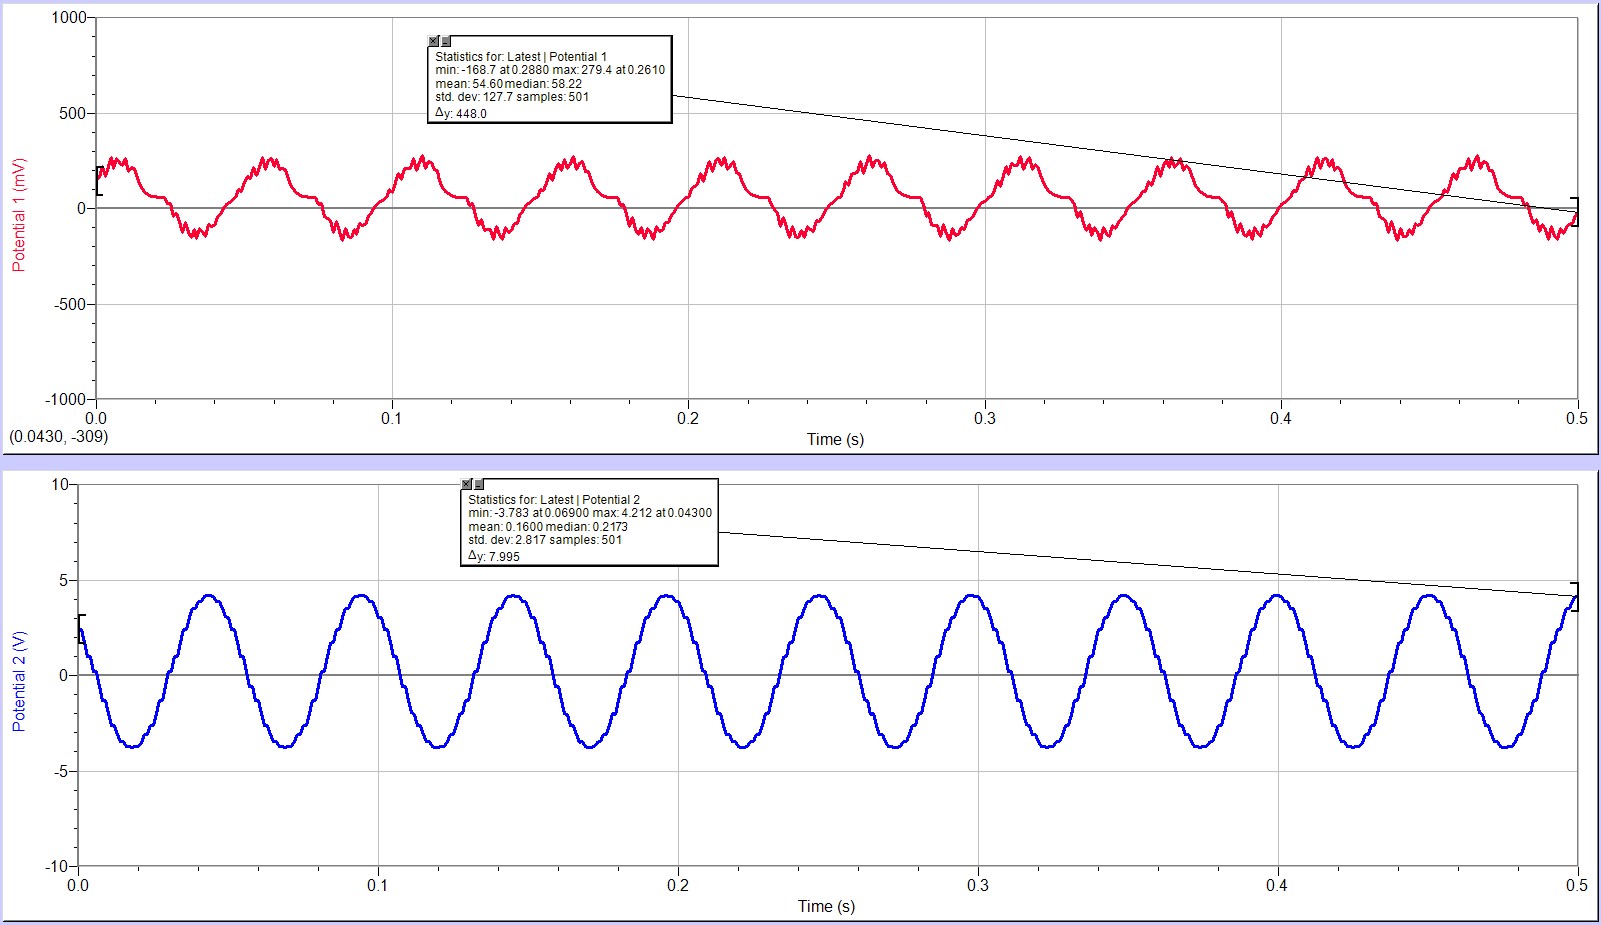 1000
Statistics for: Latest | Potential 1
min: -168.7 at 0.2880 max: 279.4 at 0.2610
mean: 54.60 median: 58.22
std. dev: 127.7 samples: 501
Δy: 448.0
500
Potential 1 (mV)
0
-500
-1000
0.0 0.1 0.2 0.3 0.4 0.5
(0.0430, -309)
Time (s)
10
Statistics for: Latest | Potential 2
min: -3.783 at 0.06900 max: 4.212 at 0.04300
mean: 0.1600 median: 0.2173
std. dev: 2.817 samples: 501
Δy: 7.995
5
Potential 2 (V)
0
-5
-10
0.0 0.1 0.2 0.3 0.4 0.5
Time (s)